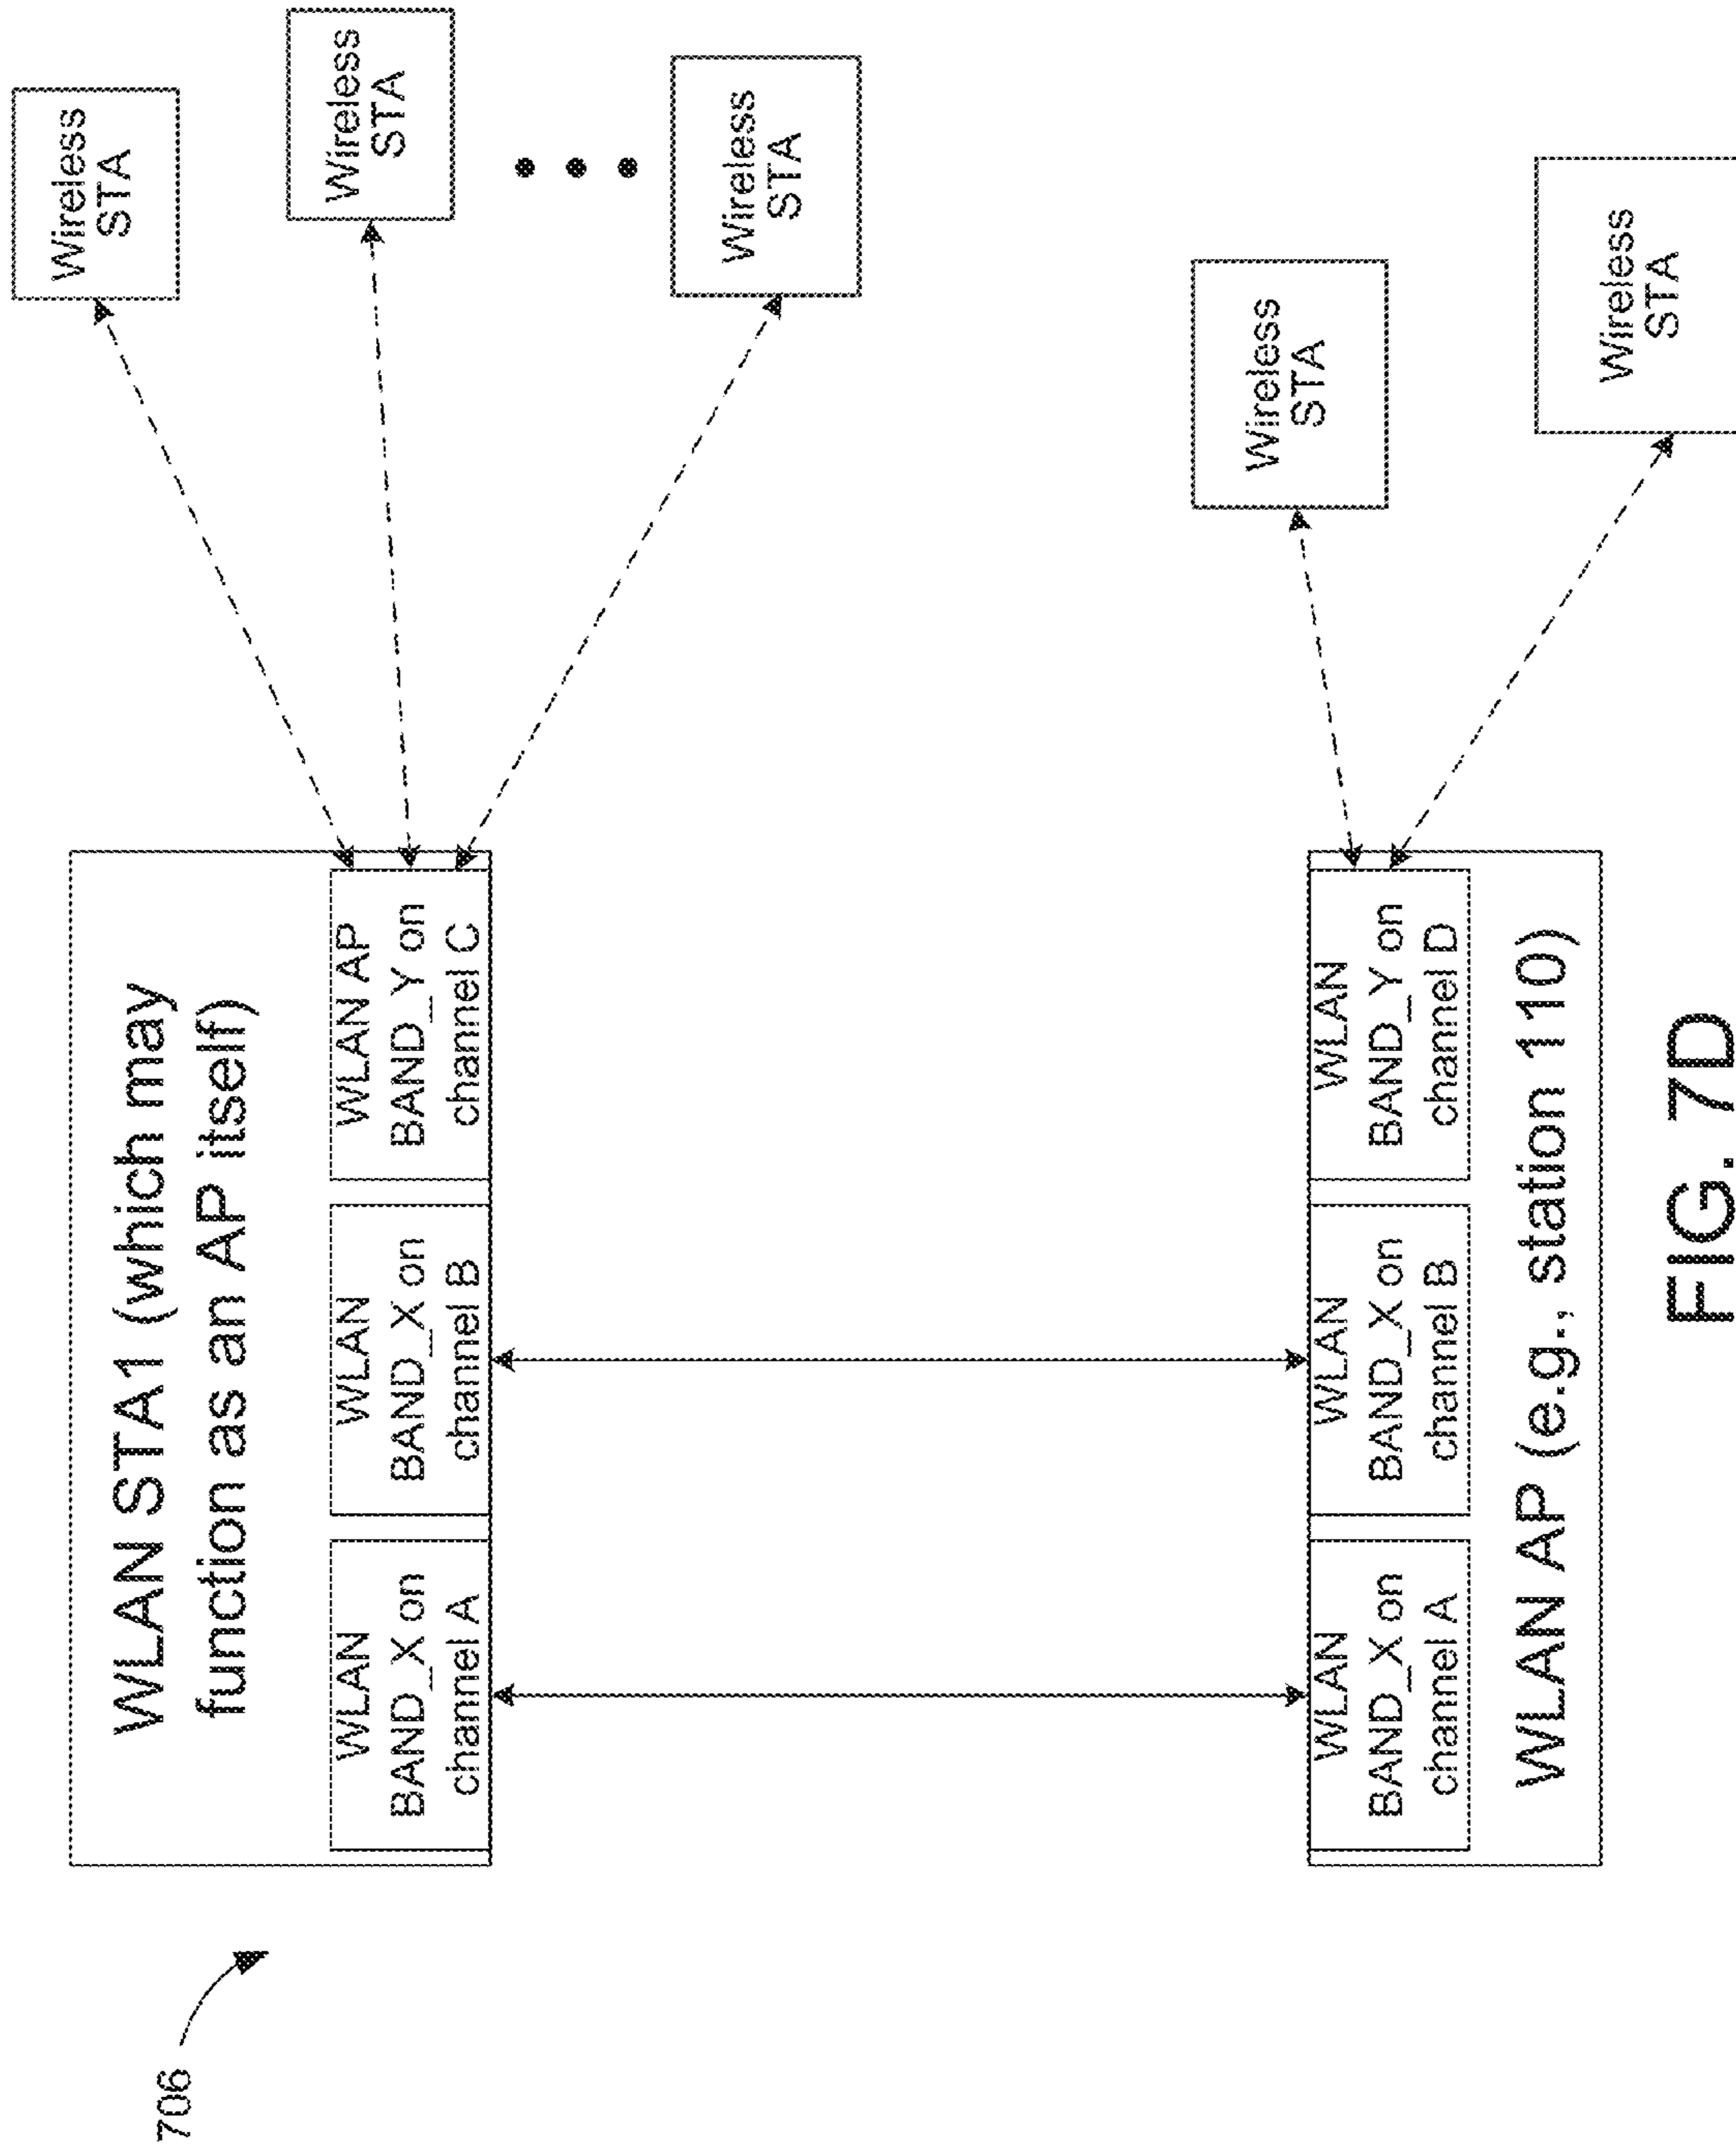 706
WLAN STA1 (which may
function as an AP itself)
WLAN
BAND_X on
channel A
WLAN
BAND_X on
channel B
WLAN AP
BAND_Y on
channel C
Wireless
STA
Wireless
STA
Wireless
STA
WLAN
BAND_X on
channel A
WLAN
BAND_X on
channel B
WLAN
BAND_Y on
channel D
WLAN AP (e.g., station 110)
Wireless
STA
Wireless
STA
FIG. 7D